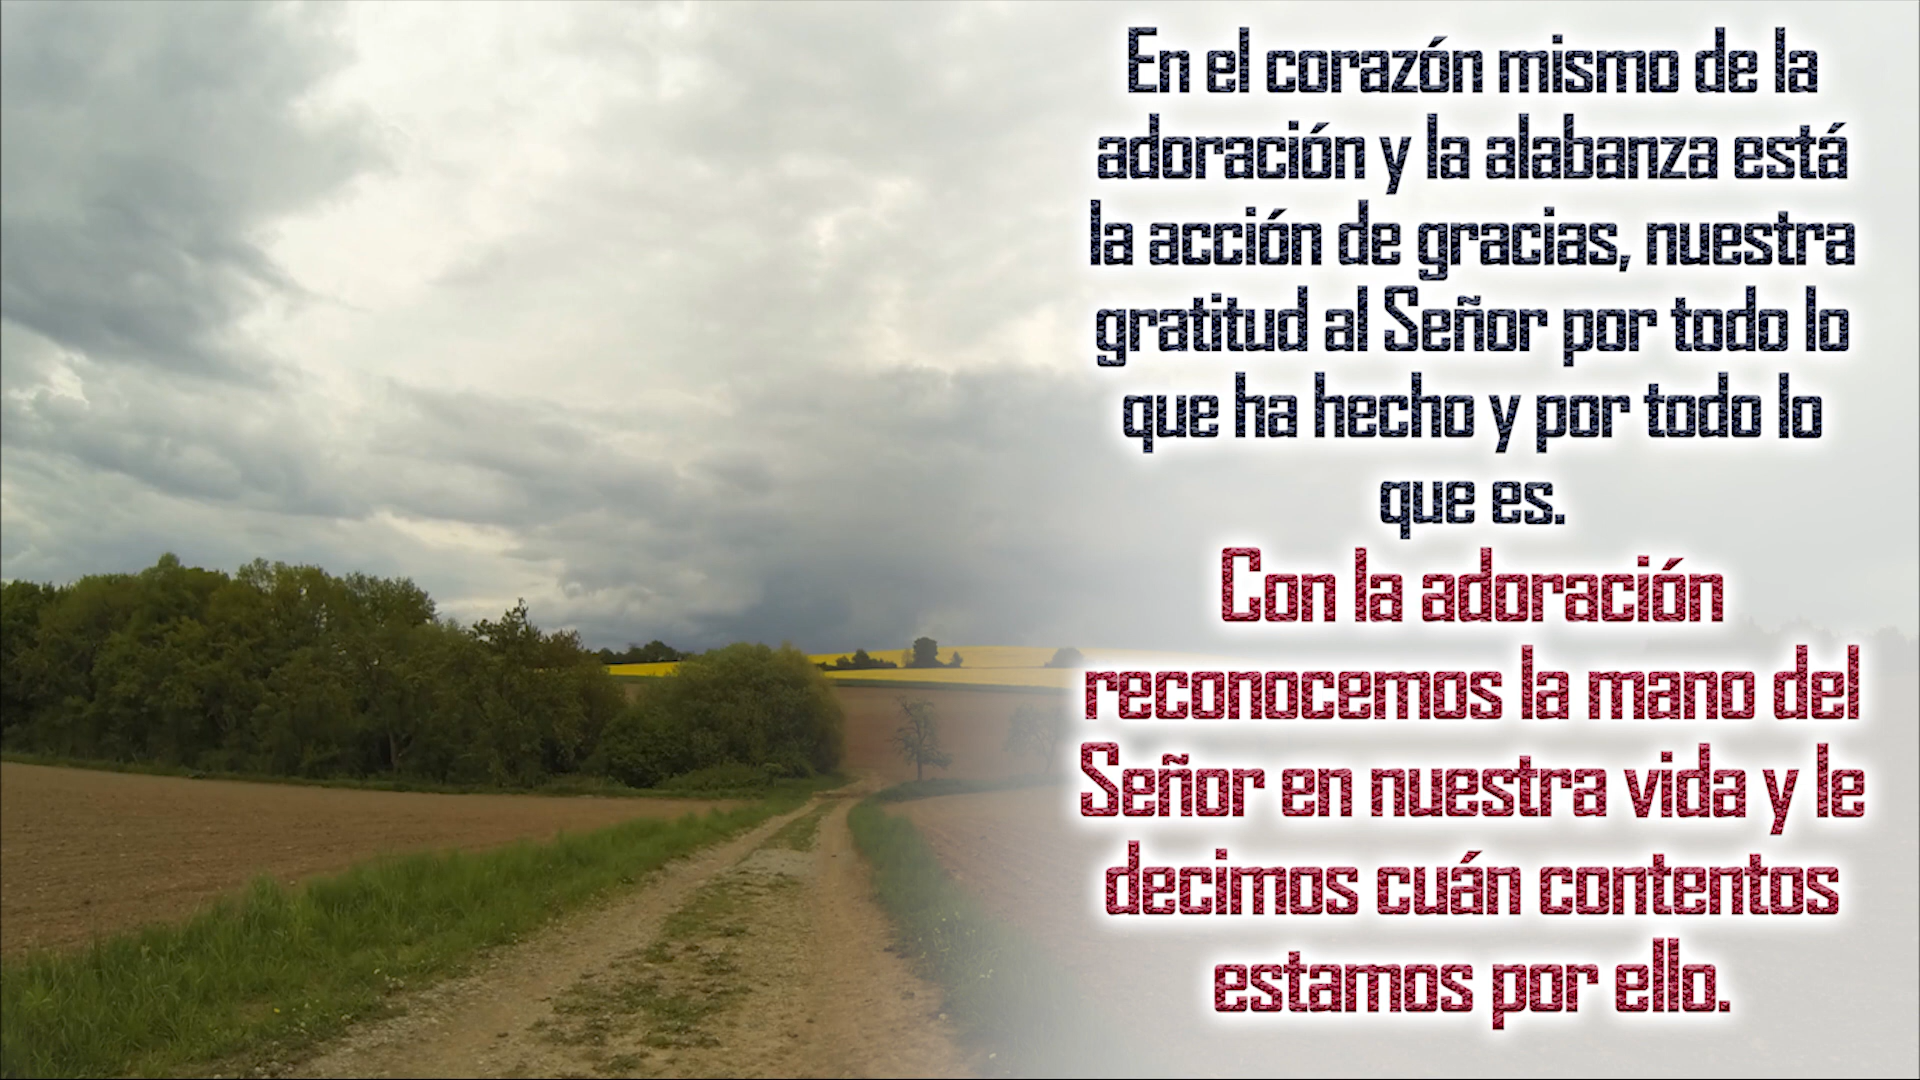 En el corazón mismo de la
adoración y la alabanza está
la acción de gracias, nuestra
gratitud al Señor por todo lo
que ha hecho y por todo lo
que es.
Con la adoración
reconocemos la mano del
Señor en nuestra vida y le
decimos cuán contentos
estamos por ello.